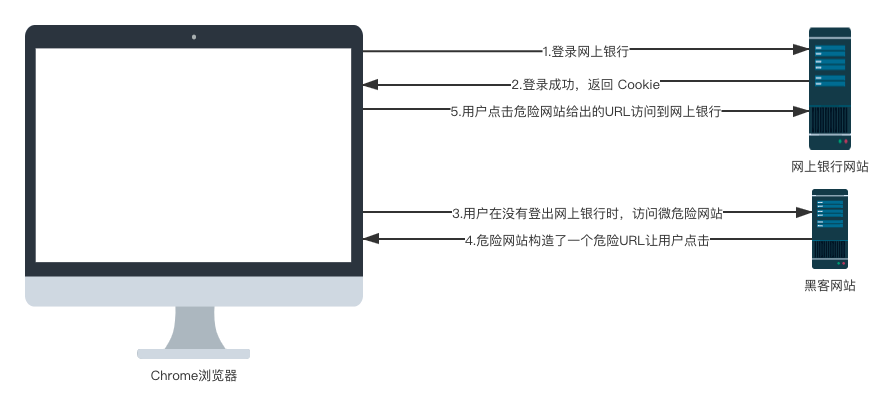 1.登录网上银行
2.登录成功，返回 Cookie
5.用户点击危险网站给出的URL访问到网上银行
网上银行网站
3.用户在没有登出网上银行时，访问微危险网站
4.危险网站构造了一个危险URL让用户点击
黑客网站
Chrome浏览器